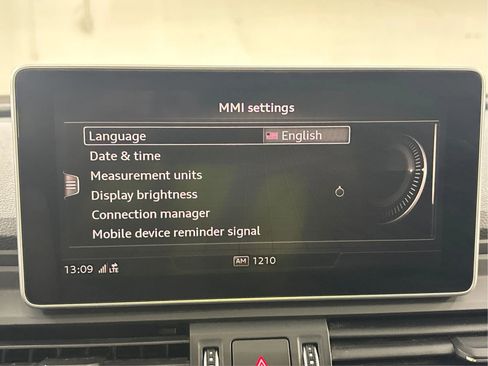 MMI settings
Language English
Date & time
Measurement units
Display brightness
Connection manager
Mobile device reminder signal
13:09 LTE AM 1210